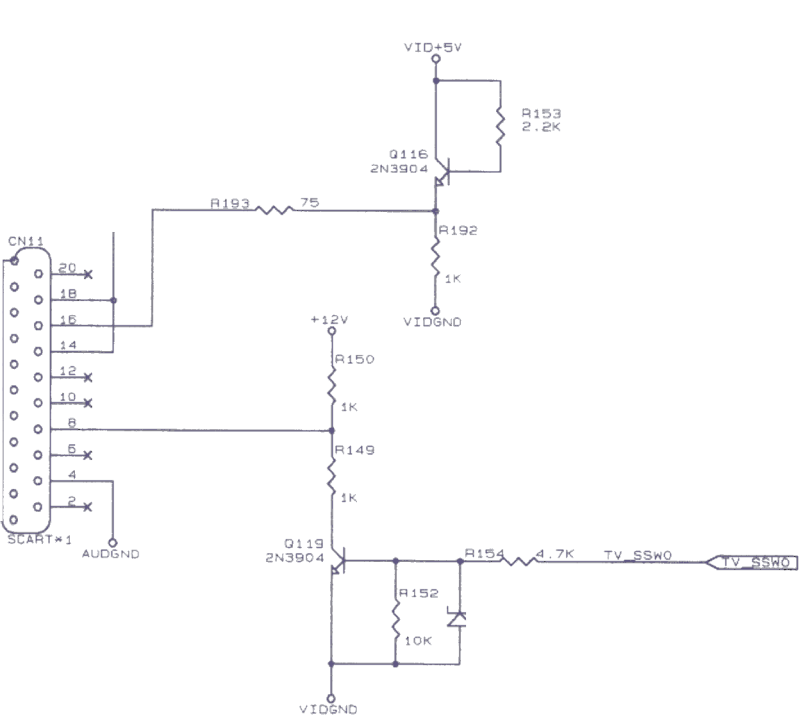 VID+5V
R153
2.2K
Q116
2N3904
R193 75
R192
1K
VIDGND
CN11
20
18
16
14
12
10
8
6
4
2
SCART*1
AUDGND
+12V
R150
1K
R149
1K
Q119
2N3904
R154 4.7K TV_SSW0 TV_SSW0
R152
10K
VIDGND